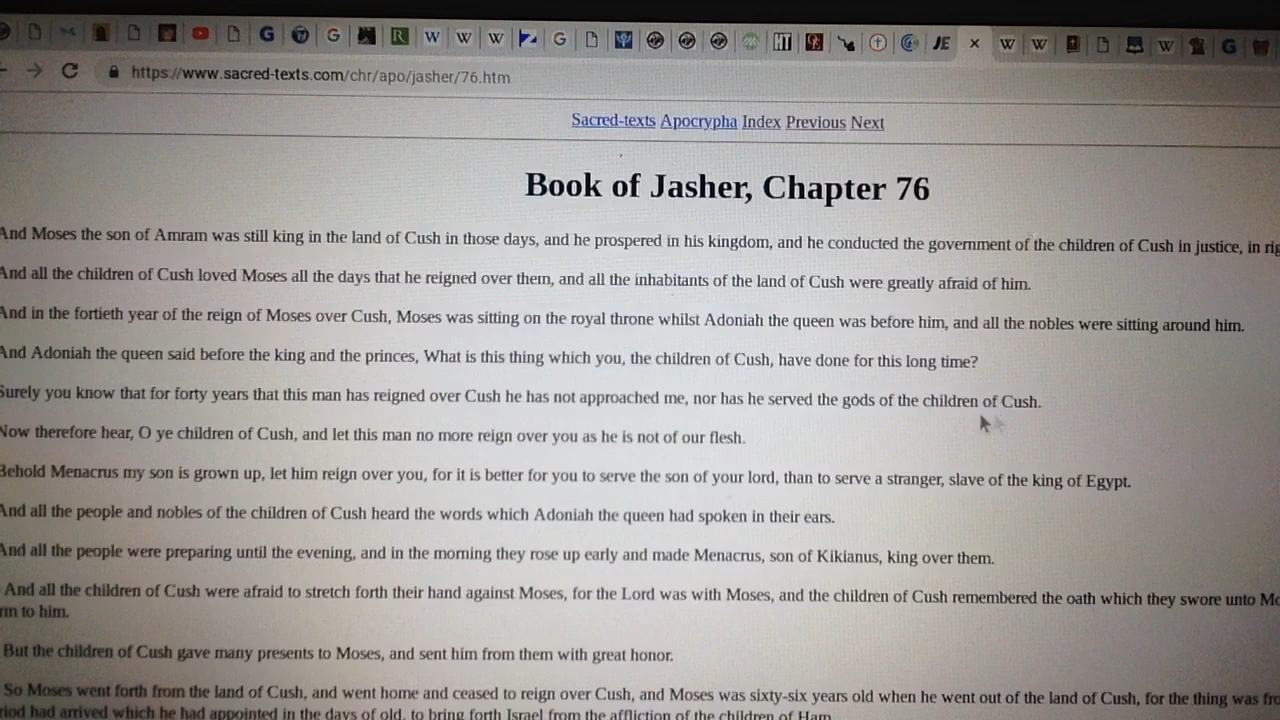 https://www.sacred-texts.com/chr/apo/jasher/76.htm
Sacred-texts Apocrypha Index Previous Next
Book of Jasher, Chapter 76
And Moses the son of Amram was still king in the land of Cush in those days, and he prospered in his kingdom, and he conducted the government of the children of Cush in justice, in
And all the children of Cush loved Moses all the days that he reigned over them, and all the inhabitants of the land of Cush were greatly afraid of him.
And in the fortieth year of the reign of Moses over Cush, Moses was sitting on the royal throne whilst Adoniah the queen was before him, and all the nobles were sitting around him.
And Adoniah the queen said before the king and the princes, What is this thing which you, the children of Cush, have done for this long time?
Surely you know that for forty years that this man has reigned over Cush he has not approached me, nor has he served the gods of the children of Cush.
Now therefore hear, O ye children of Cush, and let this man no more reign over you as he is not of our flesh.
Behold Menacrus my son is grown up, let him reign over you, for it is better for you to serve the son of your lord, than to serve a stranger, slave of the king of Egypt.
And all the people and nobles of the children of Cush heard the words which Adoniah the queen had spoken in their ears.
And all the people were preparing until the evening, and in the morning they rose up early and made Menacrus, son of Kikianus, king over them.
And all the children of Cush were afraid to stretch forth their hand against Moses, for the Lord was with Moses, and the children of Cush remembered the oath which they swore unto
to him.
But the children of Cush gave many presents to Moses, and sent him from them with great honor.
So Moses went forth from the land of Cush, and went home and ceased to reign over Cush, and Moses was sixty-six years old when he went out of the land of Cush, for the thing was
had arrived which he had appointed in the days of old, to bring forth Israel from the affliction of the children of Ham.